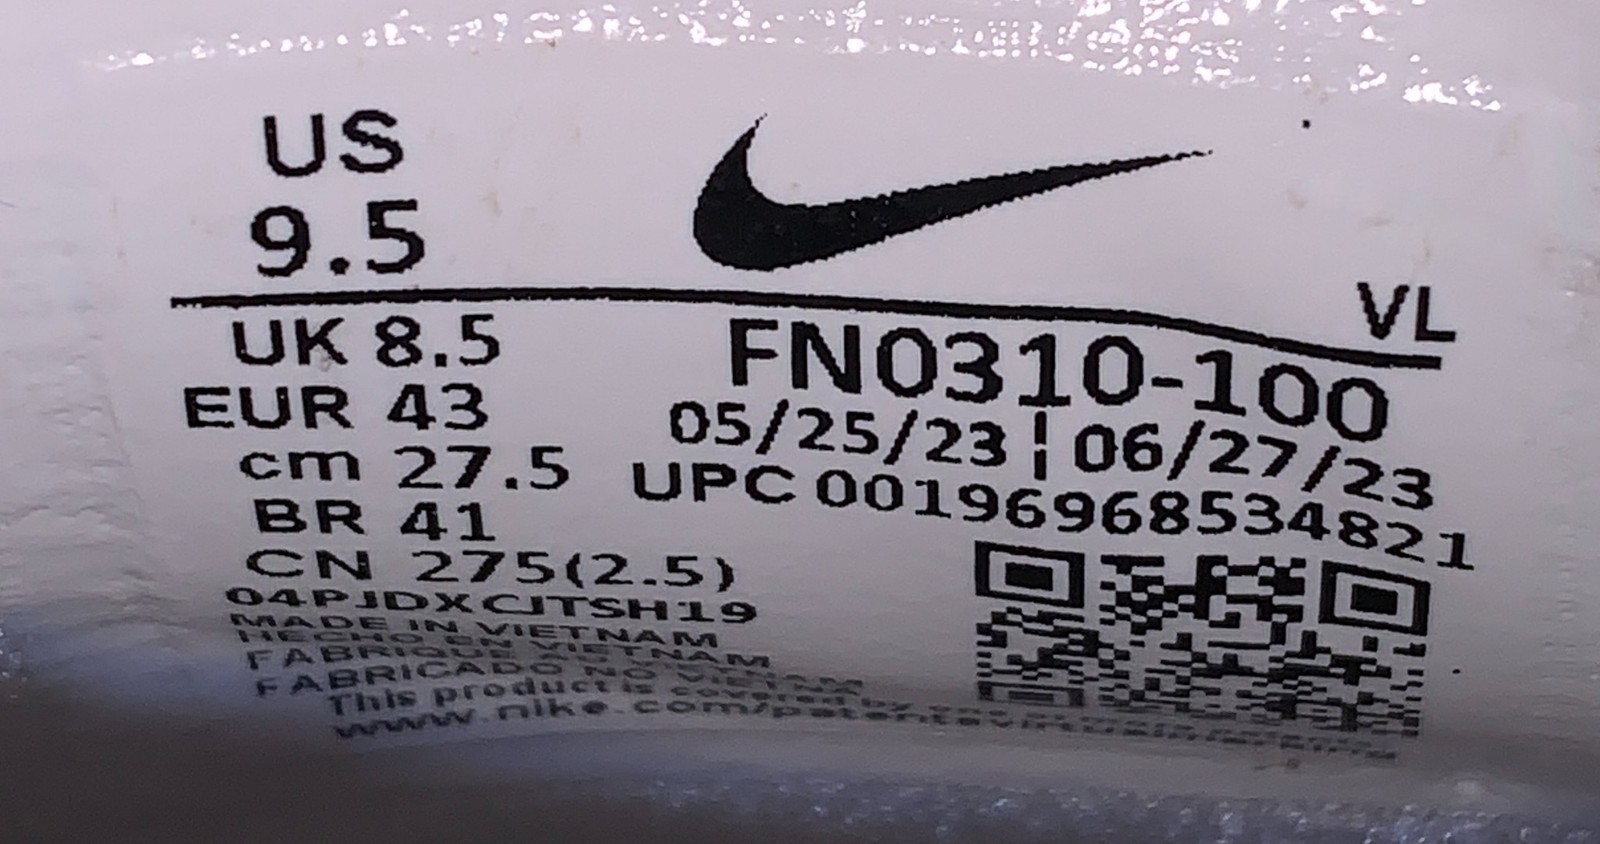 US
9.5
VL
UK 8.5
EUR 43
cm 27.5
BR 41
CN 275(2.5)
FN0310-100
05/25/23 ¦ 06/27/23
UPC 00196968534821
04PJDXCJTSH19
MADE IN VIETNAM
HECHO EN VIETNAM
FABRIQUE VIETNAM
FABRICADO NO VIETNAM
This product is covered by
www.nike.com/patents